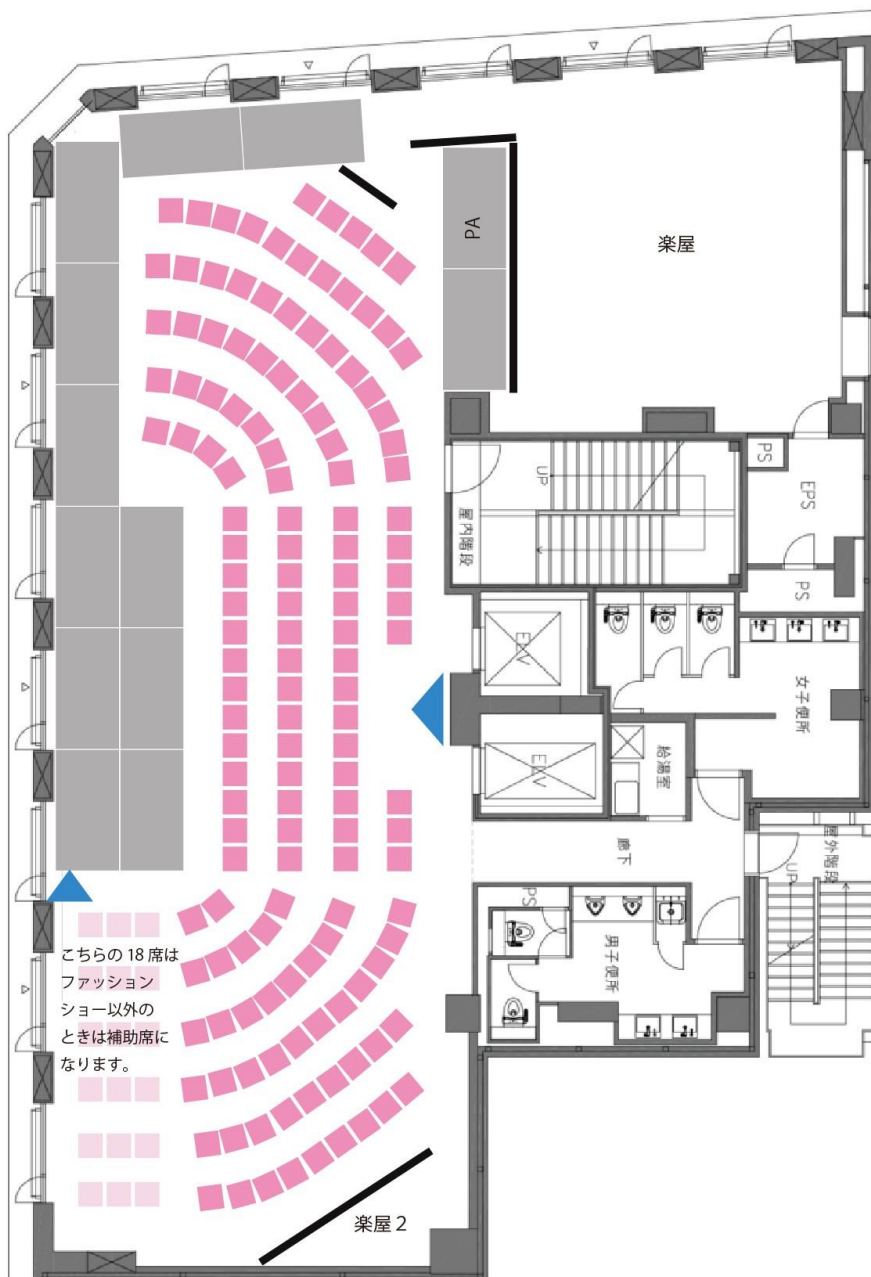 PA
楽屋
UP
屋内階段
PS
EPS
PS
ELV
女子便所
ELV
給湯室
廊下
屋外階段
UP
PS
男子便所
こちらの 18 席は
ファッション
ショー以外の
ときは補助席に
なります。
楽屋 2